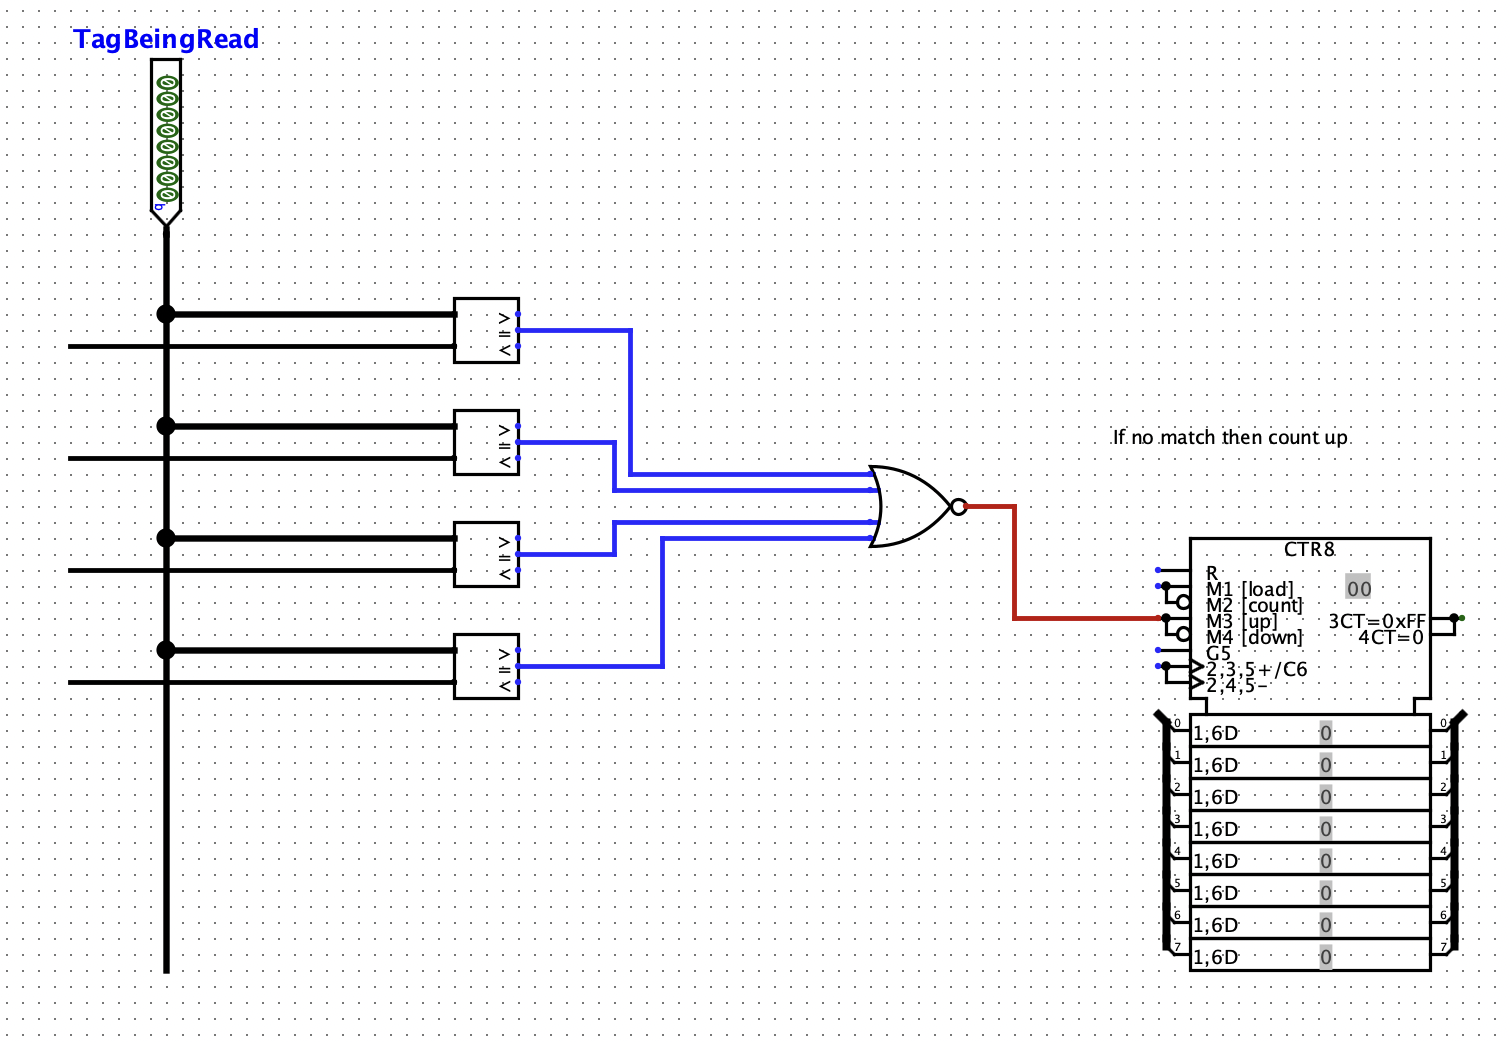 TagBeingRead
b
>
=
<
>
=
<
If no match then count up
>
=
<
CTR8
R
M1 [load] 00
M2 [count]
M3 [up] 3CT=0xFF
M4 [down] 4CT=0
G5
2,3,5+/C6
2,4,5-
>
=
<
0 1,6D 0 0
1 1,6D 0 1
2 1,6D 0 2
3 1,6D 0 3
4 1,6D 0 4
5 1,6D 0 5
6 1,6D 0 6
7 1,6D 0 7